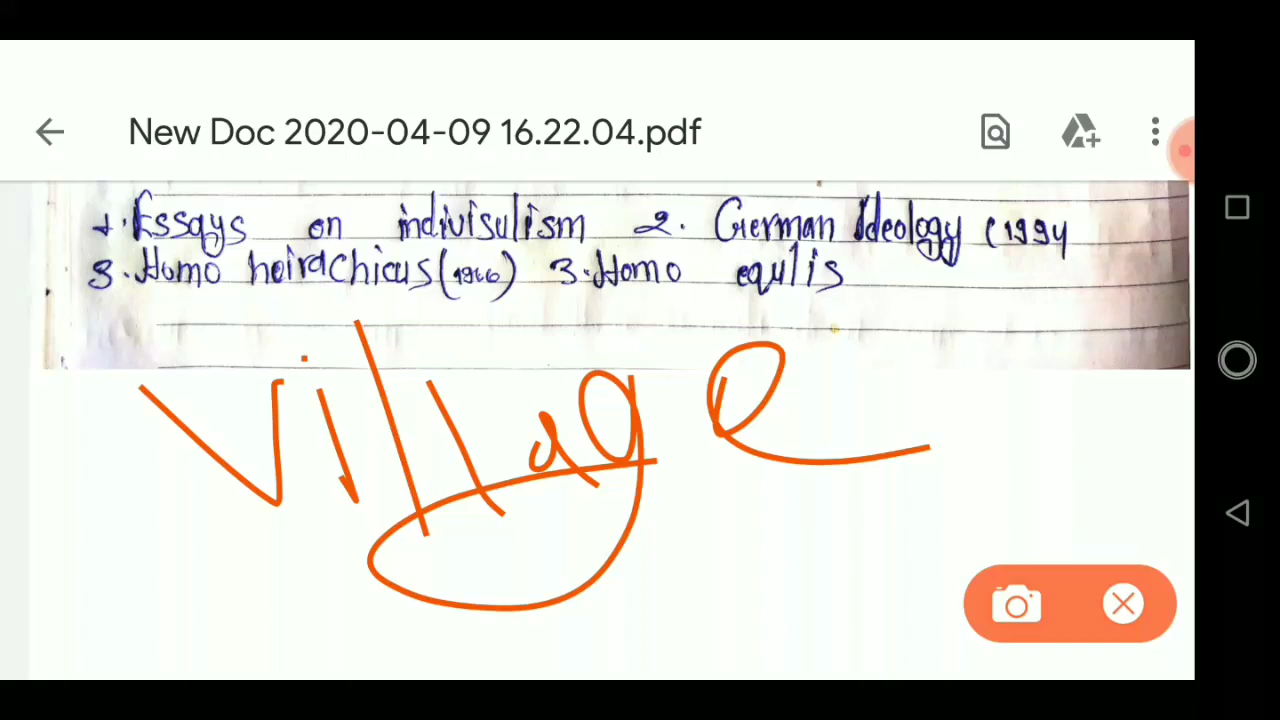 New Doc 2020-04-09 16.22.04.pdf
1. Essays on indivisulism 2. German Ideology (1994
3. Homo heirachicus (1966) 3. Homo equlis
Village